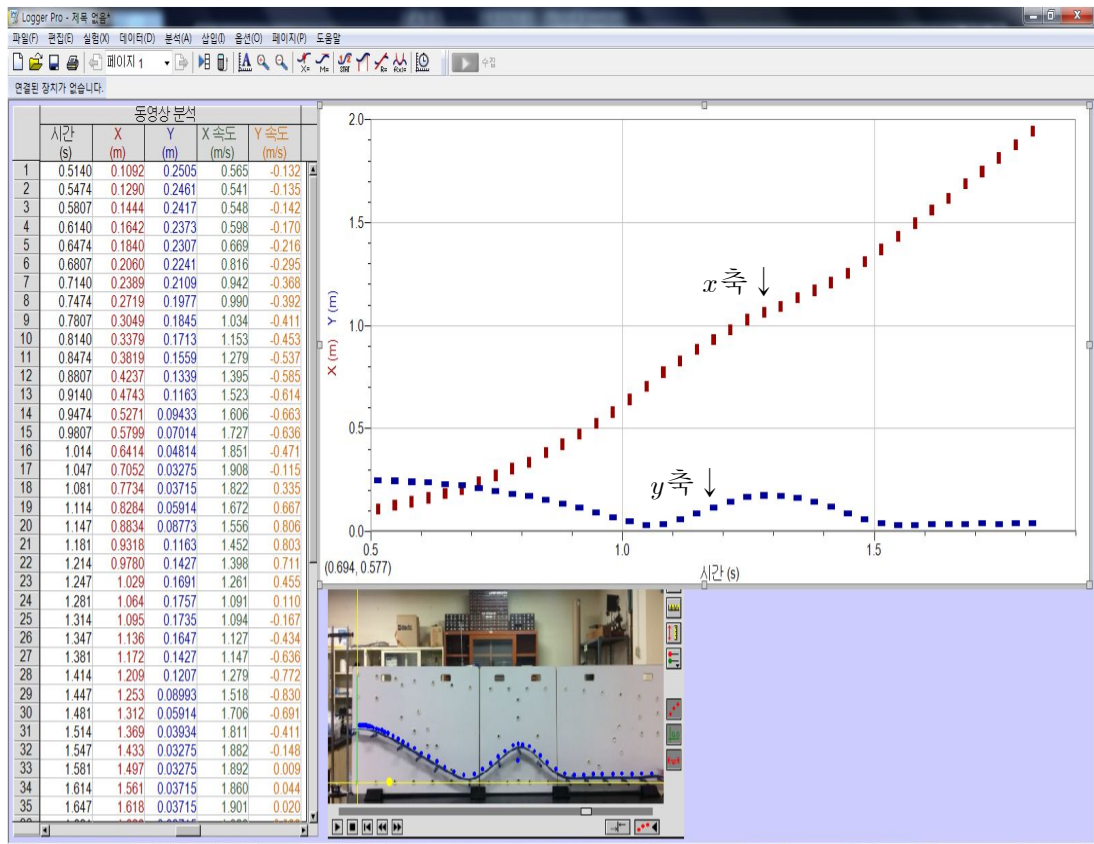 Logger Pro - 제목 없음*
파일(F) 편집(E) 실험(X) 데이터(D) 분석(A) 삽입(I) 옵션(O) 페이지(P) 도움말
페이지 1
수집
연결된 장치가 없습니다.
동영상 분석
시간 (s) X (m) Y (m) X 속도 (m/s) Y 속도 (m/s)
1 0.5140 0.1092 0.2505 0.565 -0.132
2 0.5474 0.1290 0.2461 0.541 -0.135
3 0.5807 0.1444 0.2417 0.548 -0.142
4 0.6140 0.1642 0.2373 0.598 -0.170
5 0.6474 0.1840 0.2307 0.669 -0.216
6 0.6807 0.2060 0.2241 0.816 -0.295
7 0.7140 0.2389 0.2109 0.942 -0.368
8 0.7474 0.2719 0.1977 0.990 -0.392
9 0.7807 0.3049 0.1845 1.034 -0.411
10 0.8140 0.3379 0.1713 1.153 -0.453
11 0.8474 0.3819 0.1559 1.279 -0.537
12 0.8807 0.4237 0.1339 1.395 -0.585
13 0.9140 0.4743 0.1163 1.523 -0.614
14 0.9474 0.5271 0.09433 1.606 -0.663
15 0.9807 0.5799 0.07014 1.727 -0.636
16 1.014 0.6414 0.04814 1.851 -0.471
17 1.047 0.7052 0.03275 1.908 -0.115
18 1.081 0.7734 0.03715 1.822 0.335
19 1.114 0.8284 0.05914 1.672 0.667
20 1.147 0.8834 0.08773 1.556 0.806
21 1.181 0.9318 0.1163 1.452 0.803
22 1.214 0.9780 0.1427 1.398 0.711
23 1.247 1.029 0.1691 1.261 0.455
24 1.281 1.064 0.1757 1.091 0.110
25 1.314 1.095 0.1735 1.094 -0.167
26 1.347 1.136 0.1647 1.127 -0.434
27 1.381 1.172 0.1427 1.147 -0.636
28 1.414 1.209 0.1207 1.279 -0.772
29 1.447 1.253 0.08993 1.518 -0.830
30 1.481 1.312 0.05914 1.706 -0.691
31 1.514 1.369 0.03934 1.811 -0.411
32 1.547 1.433 0.03275 1.882 -0.148
33 1.581 1.497 0.03275 1.892 0.009
34 1.614 1.561 0.03715 1.860 0.044
35 1.647 1.618 0.03715 1.901 0.020
2.0
1.5
1.0
0.5
0.0
X (m) Y (m)
x축 ↓
y축 ↓
0.5 1.0 1.5
(0.694, 0.577)
시간 (s)